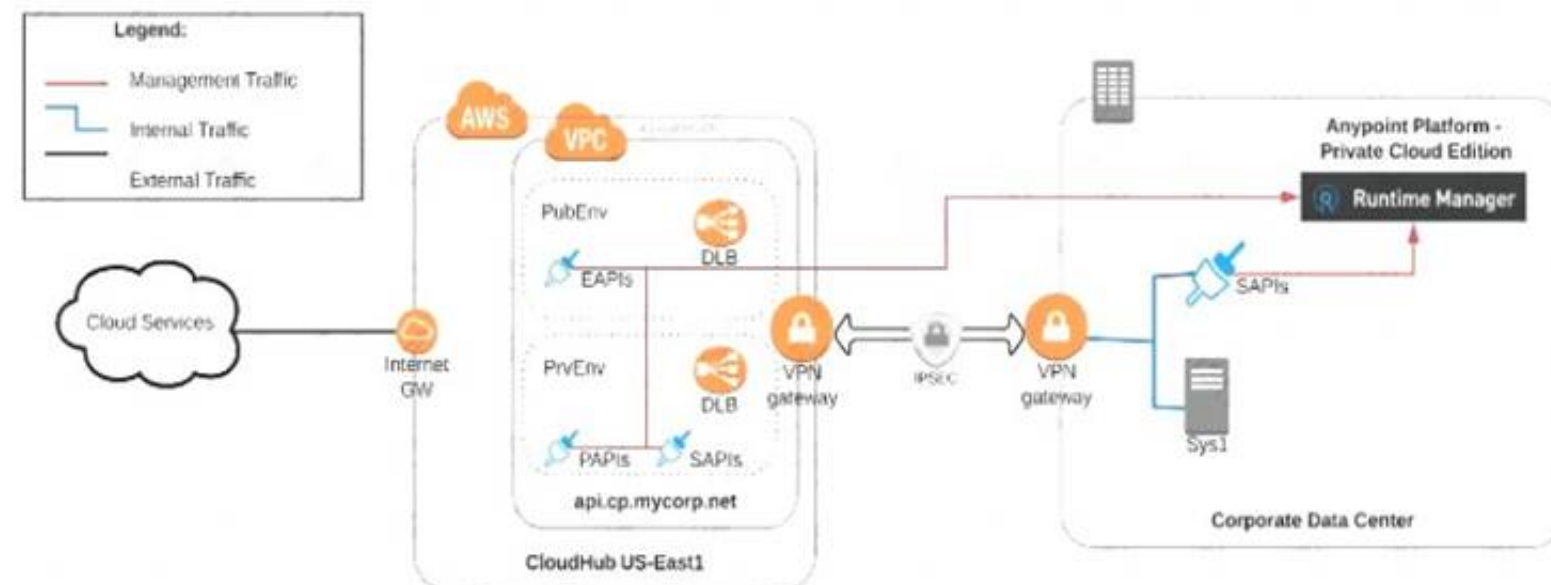 Legend:
Management Traffic
Internal Traffic
External Traffic
AWS
VPC
Anypoint Platform -
Private Cloud Edition
Runtime Manager
PubEnv
DLB
EAPIs
SAPIs
Cloud Services
Internet
GW
PrvEnv
DLB
VPN
gateway
IPSEC
VPN
gateway
Sys1
PAPIs
SAPIs
api.cp.mycorp.net
Corporate Data Center
CloudHub US-East1